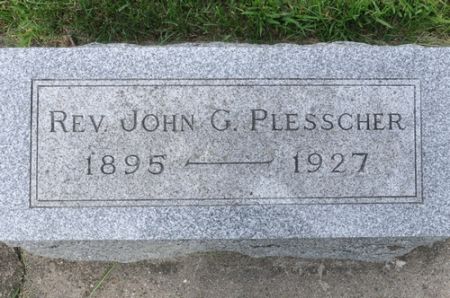 REV. JOHN G. PLESSCHER
1895 — 1927